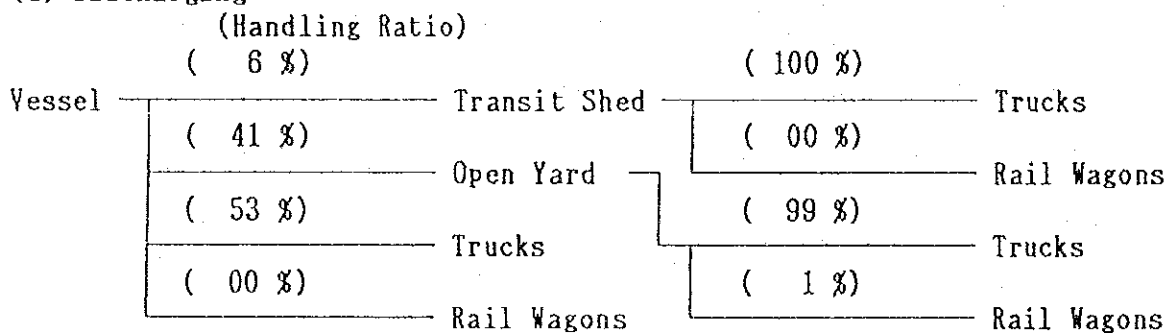 (Handling Ratio)
( 6 %) ( 100 %)
Vessel Transit Shed Trucks
( 41 %) ( 00 %)
Open Yard Rail Wagons
( 53 %) ( 99 %)
Trucks Trucks
( 00 %) ( 1 %)
Rail Wagons Rail Wagons